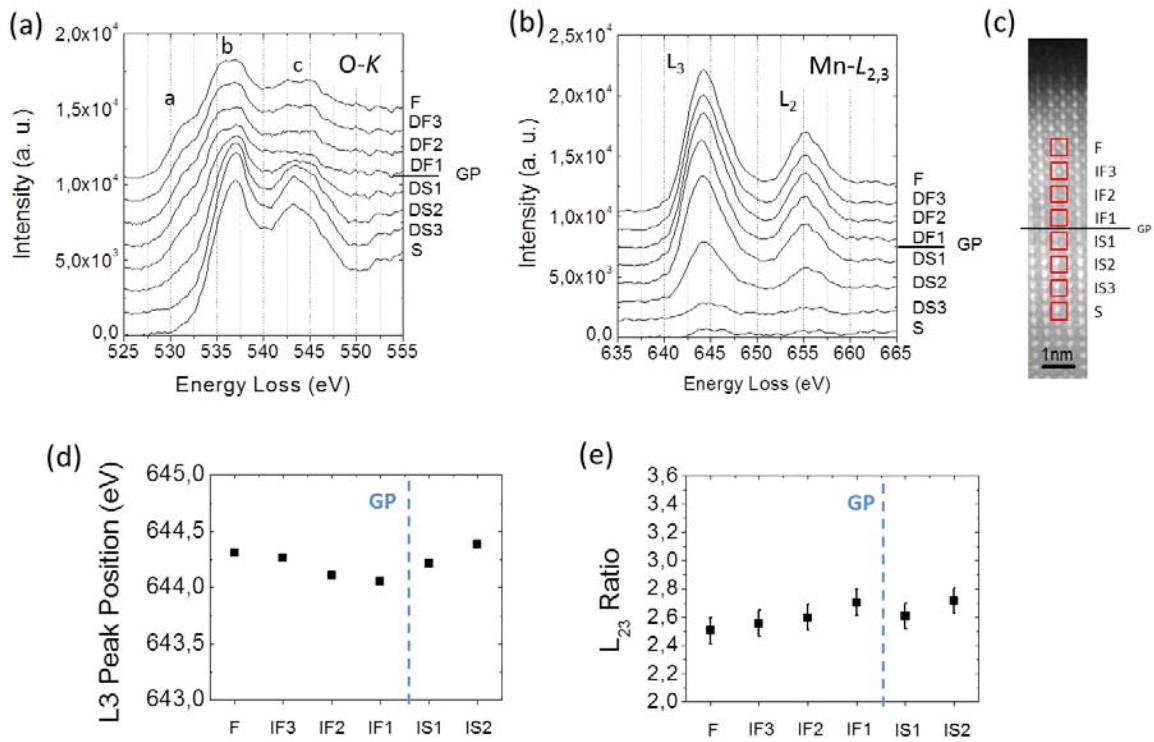 (a)
2,0x10⁴
1,5x10⁴
1,0x10⁴
5,0x10³
0,0
Intensity (a. u.)
a
b
c
O-K
F
DF3
DF2
DF1
GP
DS1
DS2
DS3
S
525 530 535 540 545 550 555
Energy Loss (eV)
(b)
2,5x10⁴
2,0x10⁴
1,5x10⁴
1,0x10⁴
5,0x10³
0,0
Intensity (a. u.)
L₃
L₂
Mn-L₂,₃
F
DF3
DF2
DF1
GP
DS1
DS2
DS3
S
635 640 645 650 655 660 665
Energy Loss (eV)
(c)
F
IF3
IF2
IF1
GP
IS1
IS2
IS3
S
1nm
(d)
645,0
644,5
644,0
643,5
643,0
L3 Peak Position (eV)
GP
F IF3 IF2 IF1 IS1 IS2
(e)
3,6
3,4
3,2
3,0
2,8
2,6
2,4
2,2
2,0
L₂₃ Ratio
GP
F IF3 IF2 IF1 IS1 IS2